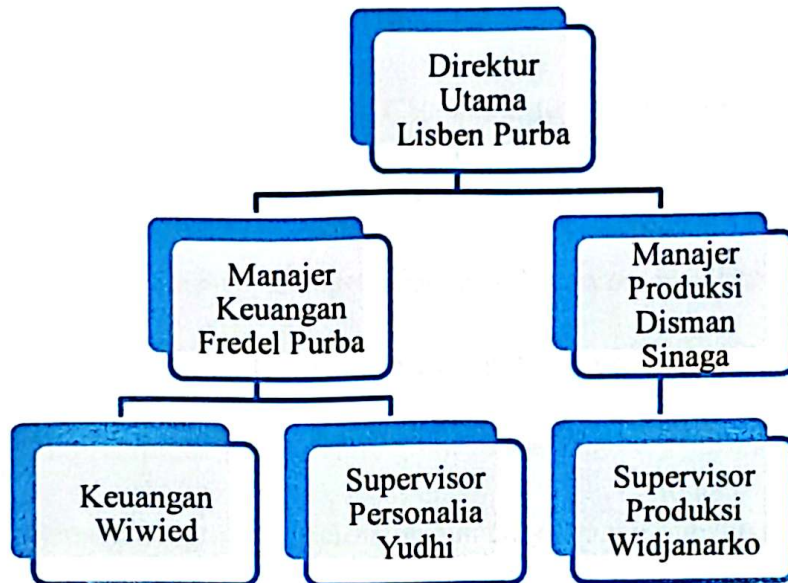 Direktur
Utama
Lisben Purba
Manajer
Keuangan
Fredel Purba
Manajer
Produksi
Disman
Sinaga
Keuangan
Wiwied
Supervisor
Personalia
Yudhi
Supervisor
Produksi
Widjanarko